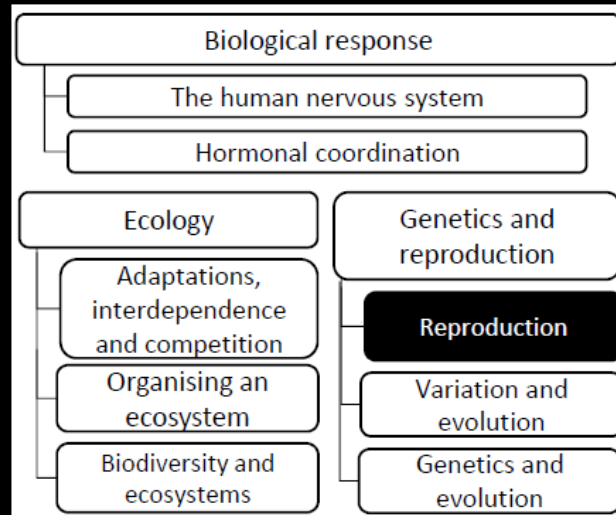 Biological response
The human nervous system
Hormonal coordination
Ecology
Adaptations,
interdependence
and competition
Organising an
ecosystem
Biodiversity and
ecosystems
Genetics and
reproduction
Reproduction
Variation and
evolution
Genetics and
evolution